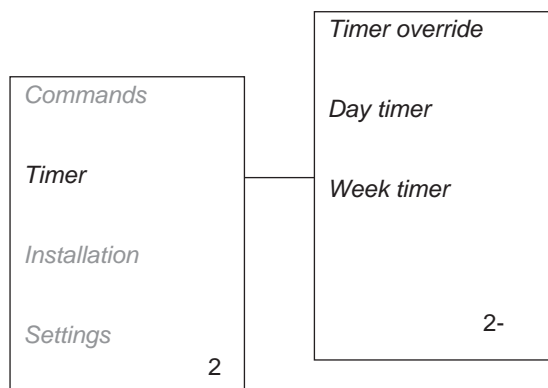 Commands
Timer
Installation
Settings
2
Timer override
Day timer
Week timer
2-